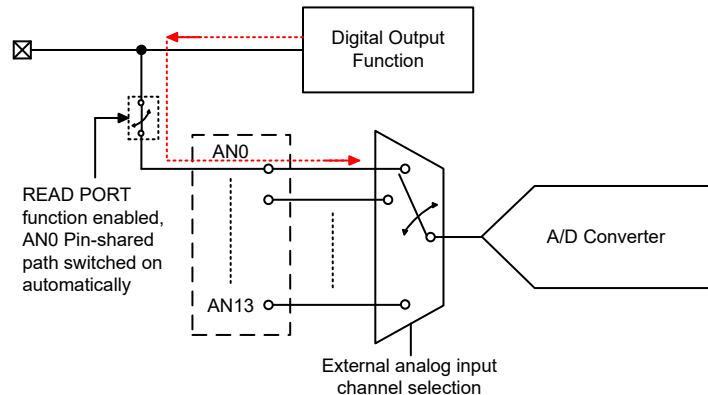 Digital Output
Function
AN0
READ PORT
function enabled,
AN0 Pin-shared
path switched on
automatically
A/D Converter
AN13
External analog input
channel selection